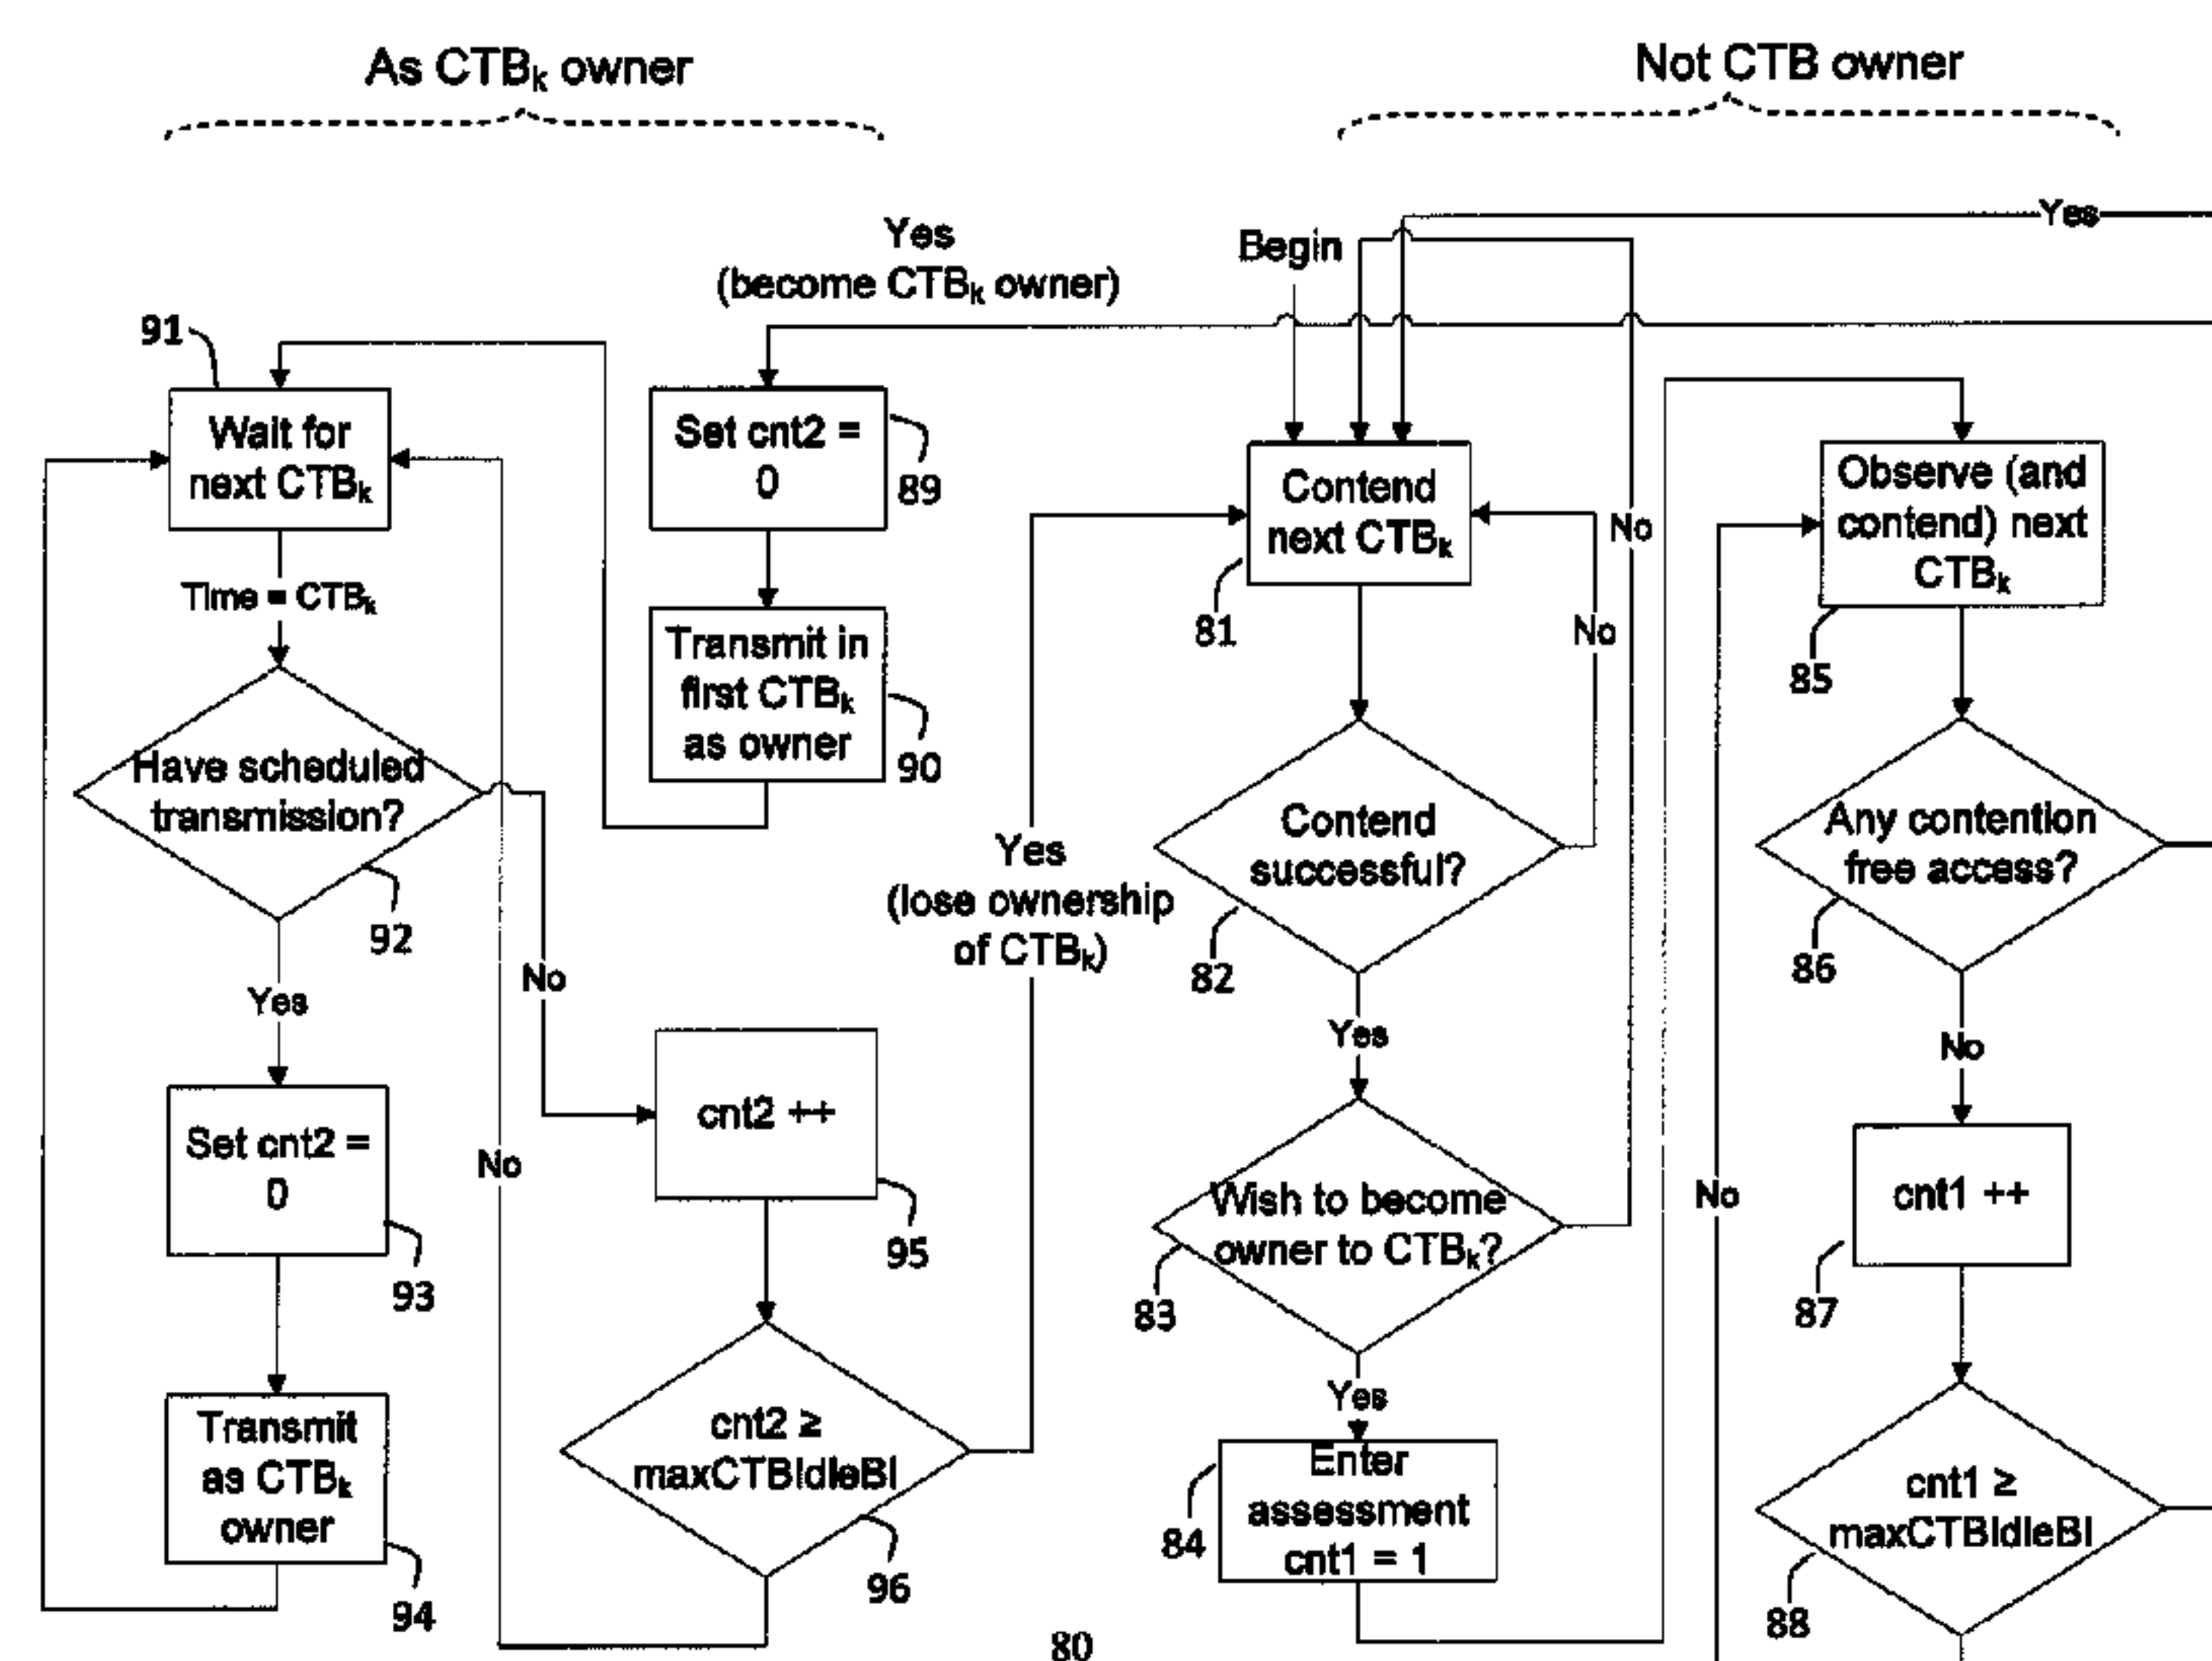 As CTBk owner
Not CTB owner
Yes
Yes
(become CTBk owner)
Begin
91
Wait for
next CTBk
Set cnt2 =
0
89
Contend
next CTBk
81
No
No
Observe (and
contend) next
CTBk
85
Time = CTBk
Transmit in
first CTBk
as owner
90
Have scheduled
transmission?
92
Yes
(lose ownership
of CTBk)
Contend
successful?
82
Any contention
free access?
86
Yes
No
Yes
No
Set cnt2 =
0
93
No
cnt2 ++
95
Wish to become
owner to CTBk?
83
No
cnt1 ++
87
Transmit
as CTBk
owner
94
cnt2 ≥
maxCTBIdleBI
96
Yes
Enter
assessment
cnt1 = 1
84
cnt1 ≥
maxCTBIdleBI
88
80